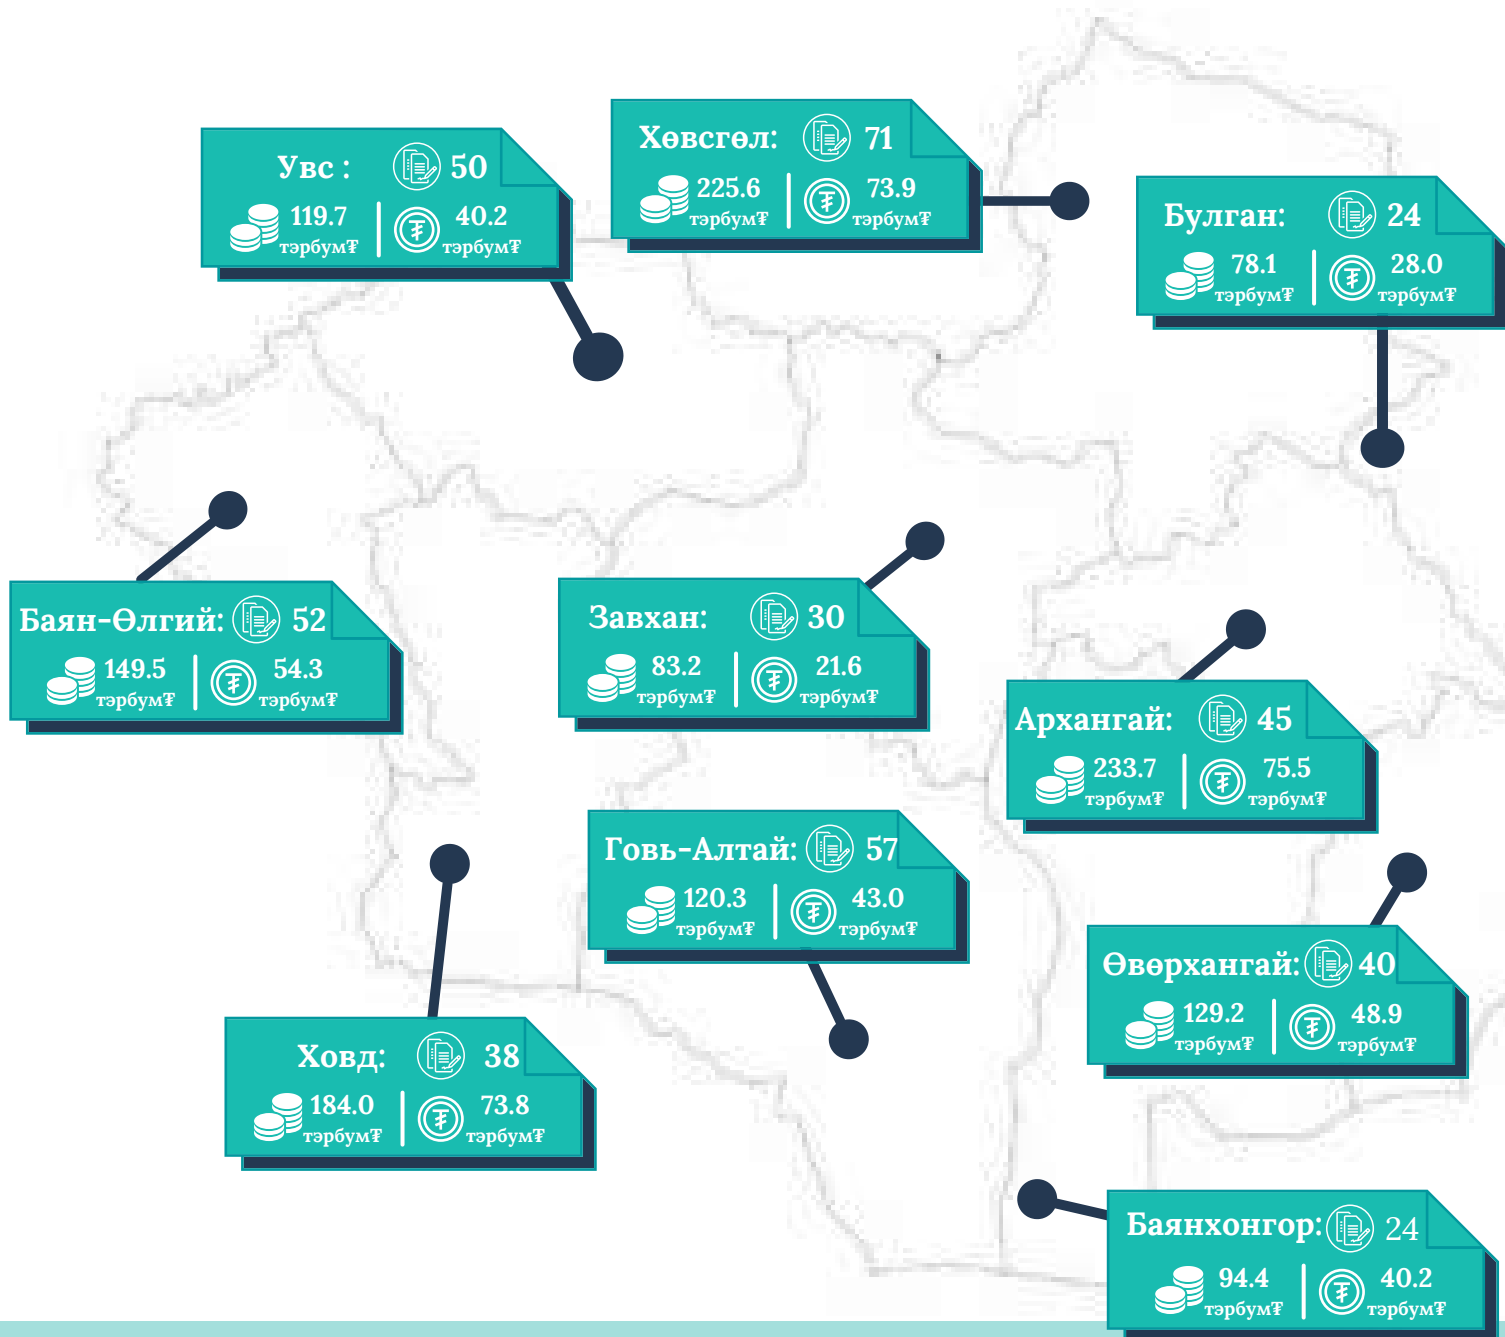 Увс : 50
119.7 40.2
тэрбум₮ тэрбум₮
Хөвсгөл: 71
225.6 73.9
тэрбум₮ тэрбум₮
Булган: 24
78.1 28.0
тэрбум₮ тэрбум₮
Баян-Өлгий: 52
149.5 54.3
тэрбум₮ тэрбум₮
Завхан: 30
83.2 21.6
тэрбум₮ тэрбум₮
Архангай: 45
233.7 75.5
тэрбум₮ тэрбум₮
Говь-Алтай: 57
120.3 43.0
тэрбум₮ тэрбум₮
Өвөрхангай: 40
129.2 48.9
тэрбум₮ тэрбум₮
Ховд: 38
184.0 73.8
тэрбум₮ тэрбум₮
Баянхонгор: 24
94.4 40.2
тэрбум₮ тэрбум₮